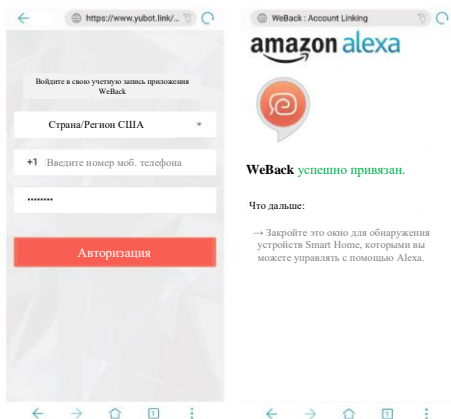 https://www.yubot.link/...
Войдите в свою учетную запись приложения
WeBack
Страна/Регион США
+1 Введите номер моб. телефона
••••••••
Авторизация
1
WeBack : Account Linking
amazon alexa
WeBack успешно привязан.
Что дальше:
→ Закройте это окно для обнаружения
устройств Smart Home, которыми вы
можете управлять с помощью Alexa.
1